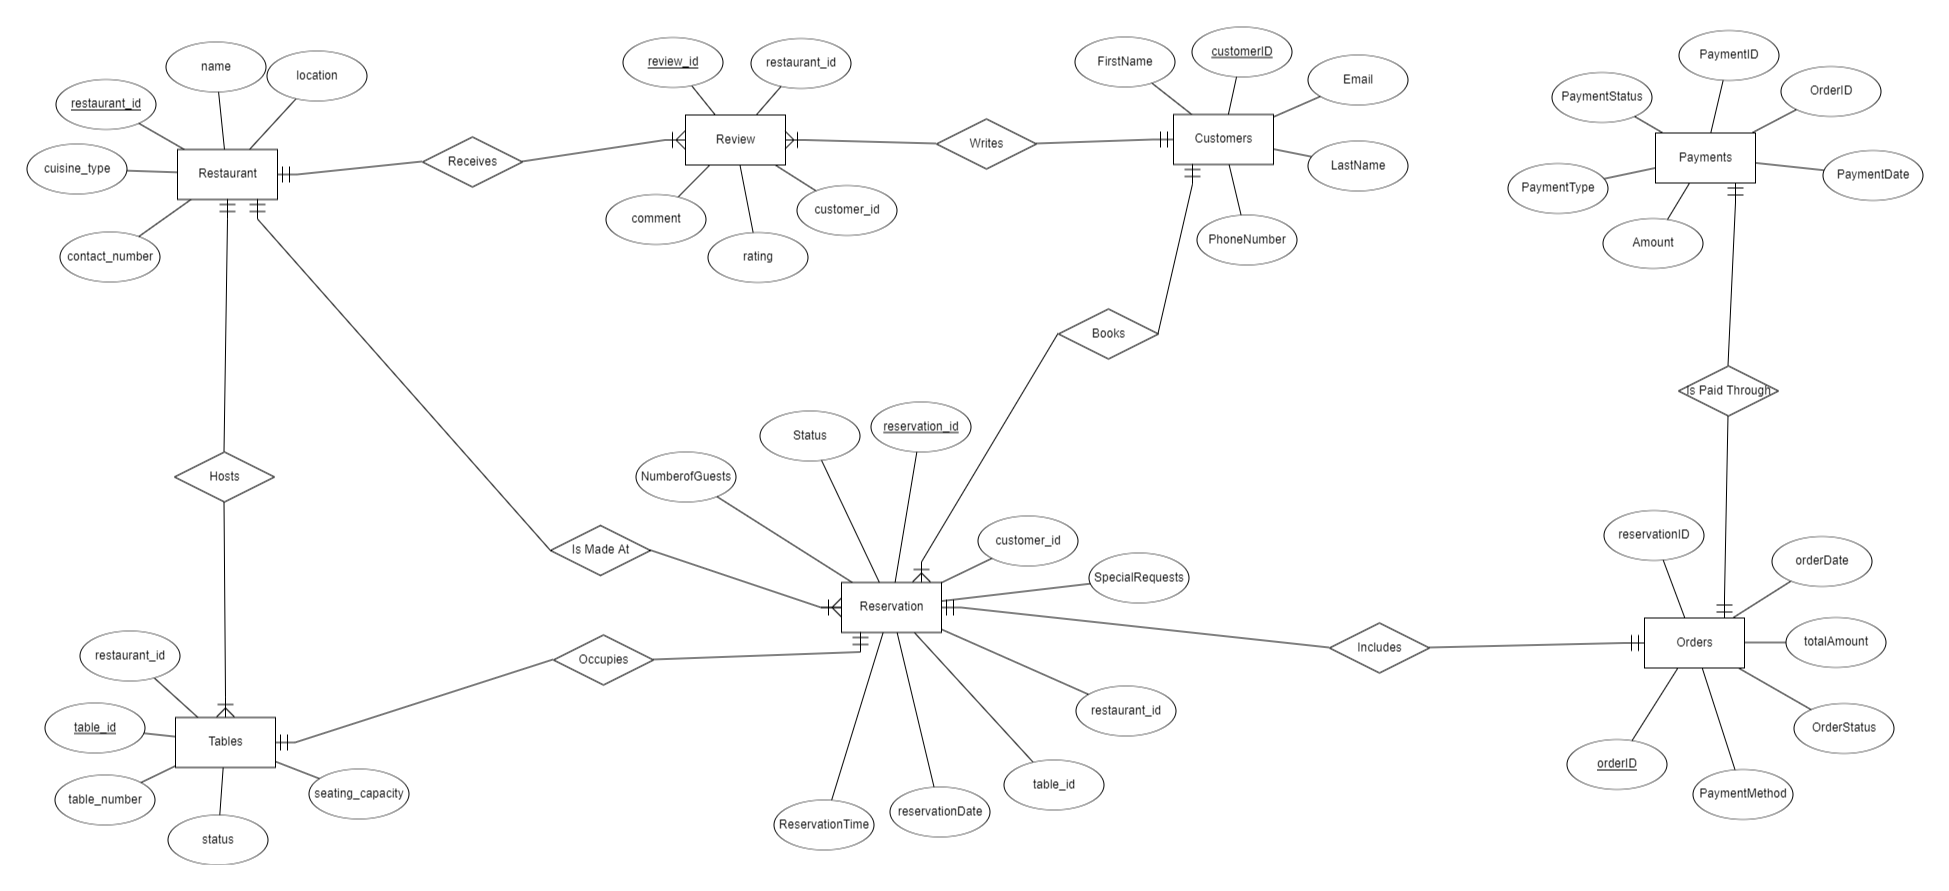 name
location
restaurant_id
cuisine_type
Restaurant
contact_number
Receives
review_id
restaurant_id
Review
comment
customer_id
rating
Writes
FirstName
customerID
Email
Customers
LastName
PhoneNumber
PaymentID
PaymentStatus
OrderID
Payments
PaymentType
PaymentDate
Amount
Books
Is Paid Through
Hosts
Status
reservation_id
NumberofGuests
Is Made At
customer_id
SpecialRequests
Reservation
Occupies
Includes
reservationID
orderDate
totalAmount
Orders
OrderStatus
orderID
PaymentMethod
restaurant_id
table_id
Tables
table_number
seating_capacity
status
restaurant_id
table_id
reservationDate
ReservationTime